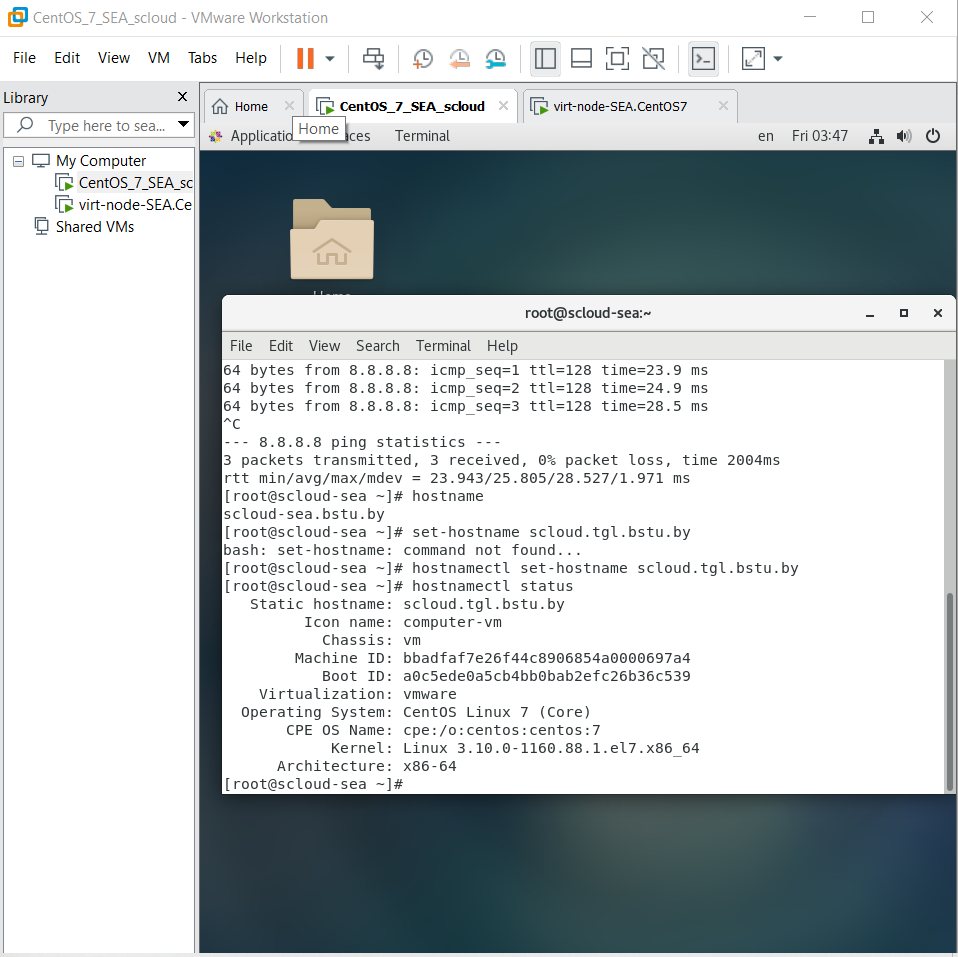 CentOS_7_SEA_scloud - VMware Workstation
File Edit View VM Tabs Help
Library
Type here to sea...
My Computer
CentOS_7_SEA_sc
virt-node-SEA.Ce
Shared VMs
Home CentOS_7_SEA_scloud virt-node-SEA.CentOS7
Applicatio aces Terminal en Fri 03:47
Home
Home
root@scloud-sea:~
File Edit View Search Terminal Help
64 bytes from 8.8.8.8: icmp_seq=1 ttl=128 time=23.9 ms
64 bytes from 8.8.8.8: icmp_seq=2 ttl=128 time=24.9 ms
64 bytes from 8.8.8.8: icmp_seq=3 ttl=128 time=28.5 ms
^C
--- 8.8.8.8 ping statistics ---
3 packets transmitted, 3 received, 0% packet loss, time 2004ms
rtt min/avg/max/mdev = 23.943/25.805/28.527/1.971 ms
[root@scloud-sea ~]# hostname
scloud-sea.bstu.by
[root@scloud-sea ~]# set-hostname scloud.tgl.bstu.by
bash: set-hostname: command not found...
[root@scloud-sea ~]# hostnamectl set-hostname scloud.tgl.bstu.by
[root@scloud-sea ~]# hostnamectl status
Static hostname: scloud.tgl.bstu.by
Icon name: computer-vm
Chassis: vm
Machine ID: bbadfaf7e26f44c8906854a0000697a4
Boot ID: a0c5ede0a5cb4bb0bab2efc26b36c539
Virtualization: vmware
Operating System: CentOS Linux 7 (Core)
CPE OS Name: cpe:/o:centos:centos:7
Kernel: Linux 3.10.0-1160.88.1.el7.x86_64
Architecture: x86-64
[root@scloud-sea ~]#